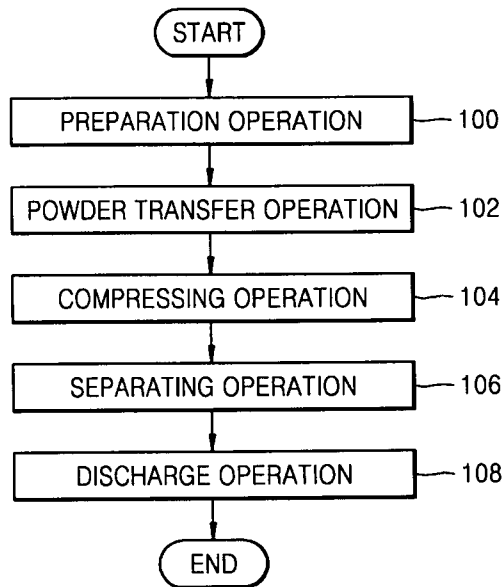 START
PREPARATION OPERATION 100
POWDER TRANSFER OPERATION 102
COMPRESSING OPERATION 104
SEPARATING OPERATION 106
DISCHARGE OPERATION 108
END